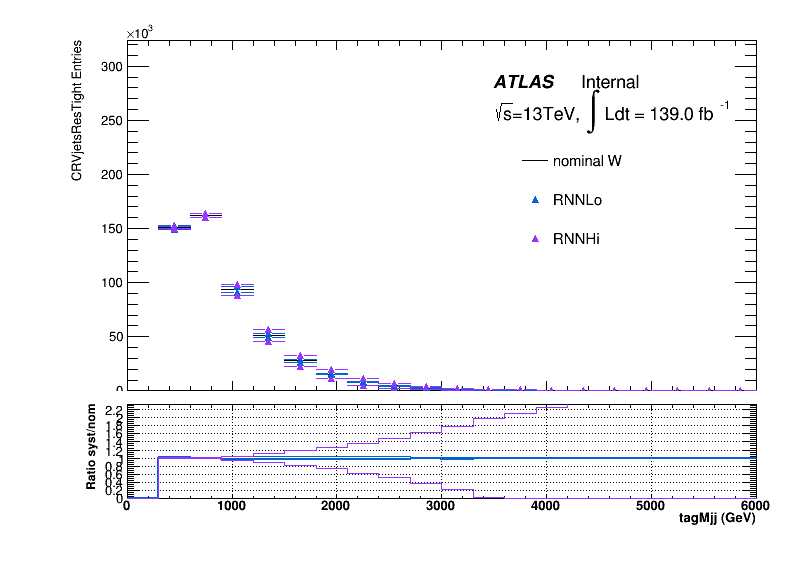 ×10³
CRVjetsResTight Entries
300
250
200
150
100
50
0
ATLAS Internal
√s=13TeV, ∫ Ldt = 139.0 fb⁻¹
nominal W
RNNLo
RNNHi
Ratio syst/nom
2.2
2
1.8
1.6
1.4
1.2
1
0.8
0.6
0.4
0.2
0
0 1000 2000 3000 4000 5000 6000
tagMjj (GeV)